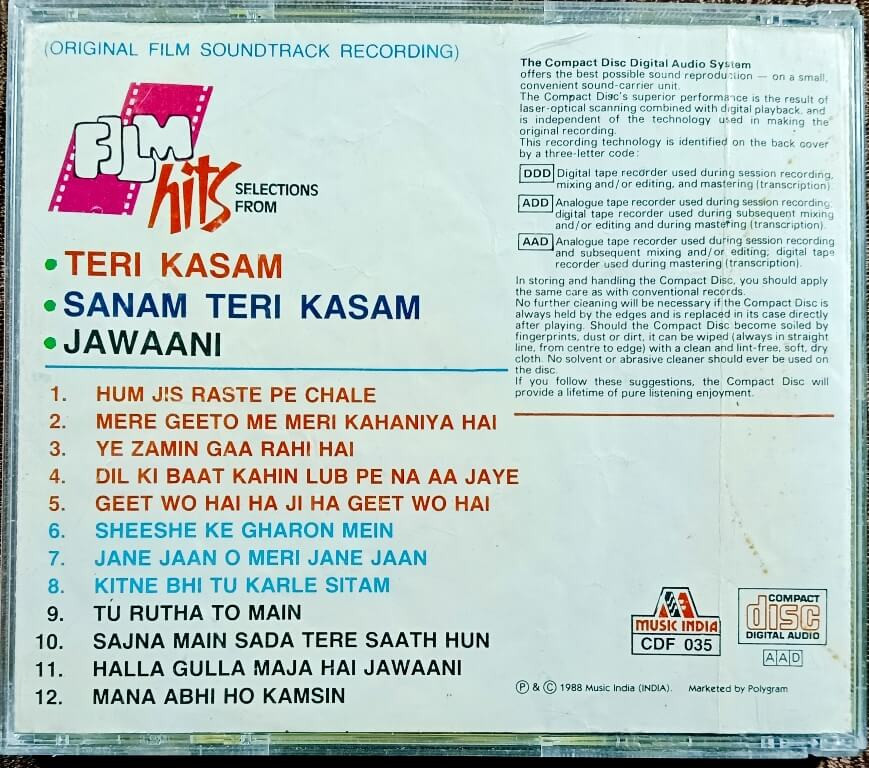 (ORIGINAL FILM SOUNDTRACK RECORDING)
FILM
hits
SELECTIONS
FROM
• TERI KASAM
• SANAM TERI KASAM
• JAWAANI
1. HUM JIS RASTE PE CHALE
2. MERE GEETO ME MERI KAHANIYA HAI
3. YE ZAMIN GAA RAHI HAI
4. DIL KI BAAT KAHIN LUB PE NA AA JAYE
5. GEET WO HAI HA JI HA GEET WO HAI
6. SHEESHE KE GHARON MEIN
7. JANE JAAN O MERI JANE JAAN
8. KITNE BHI TU KARLE SITAM
9. TU RUTHA TO MAIN
10. SAJNA MAIN SADA TERE SAATH HUN
11. HALLA GULLA MAJA HAI JAWAANI
12. MANA ABHI HO KAMSIN
The Compact Disc Digital Audio System
offers the best possible sound reproduction — on a small,
convenient sound-carrier unit.
The Compact Disc's superior performance is the result of
laser-optical scanning combined with digital playback, and
is independent of the technology used in making the
original recording.
This recording technology is identified on the back cover
by a three-letter code:
DDD Digital tape recorder used during session recording,
mixing and/or editing, and mastering (transcription).
ADD Analogue tape recorder used during session recording;
digital tape recorder used during subsequent mixing
and/or editing and during mastering (transcription).
AAD Analogue tape recorder used during session recording
and subsequent mixing and/or editing; digital tape
recorder used during mastering (transcription).
In storing and handling the Compact Disc, you should apply
the same care as with conventional records.
No further cleaning will be necessary if the Compact Disc is
always held by the edges and is replaced in its case directly
after playing. Should the Compact Disc become soiled by
fingerprints, dust or dirt, it can be wiped (always in straight
line, from centre to edge) with a clean and lint-free, soft, dry
cloth. No solvent or abrasive cleaner should ever be used on
the disc.
If you follow these suggestions, the Compact Disc will
provide a lifetime of pure listening enjoyment.
MUSIC INDIA
CDF 035
COMPACT
disc
DIGITAL AUDIO
AAD
Ⓟ & © 1988 Music India (INDIA). Marketed by Polygram